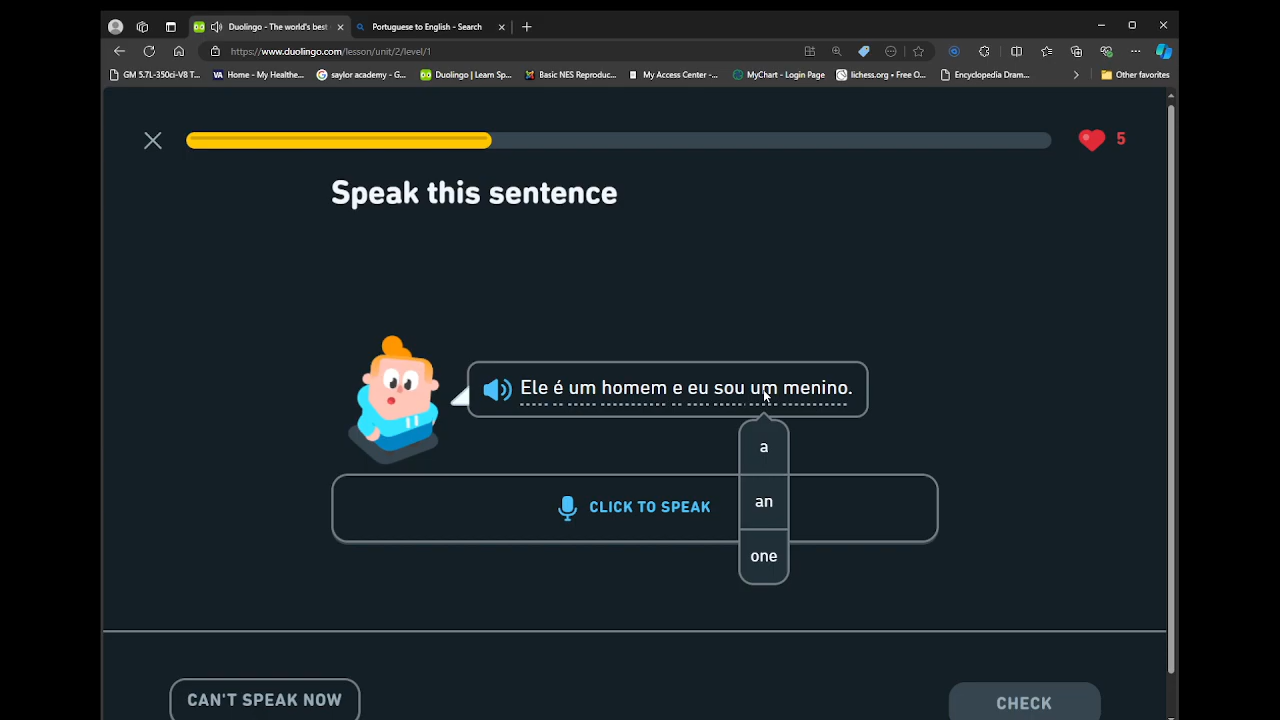 Duolingo - The world's best
Portuguese to English - Search
https://www.duolingo.com/lesson/unit/2/level/1
GM 5.7L-350ci-V8 T...
Home - My Healthe...
saylor academy - G...
Duolingo | Learn Sp...
Basic NES Reproduc...
My Access Center -...
MyChart - Login Page
lichess.org • Free O...
Encyclopedia Dram...
Other favorites
5
Speak this sentence
Ele é um homem e eu sou um menino.
a
an
one
CLICK TO SPEAK
CAN'T SPEAK NOW
CHECK